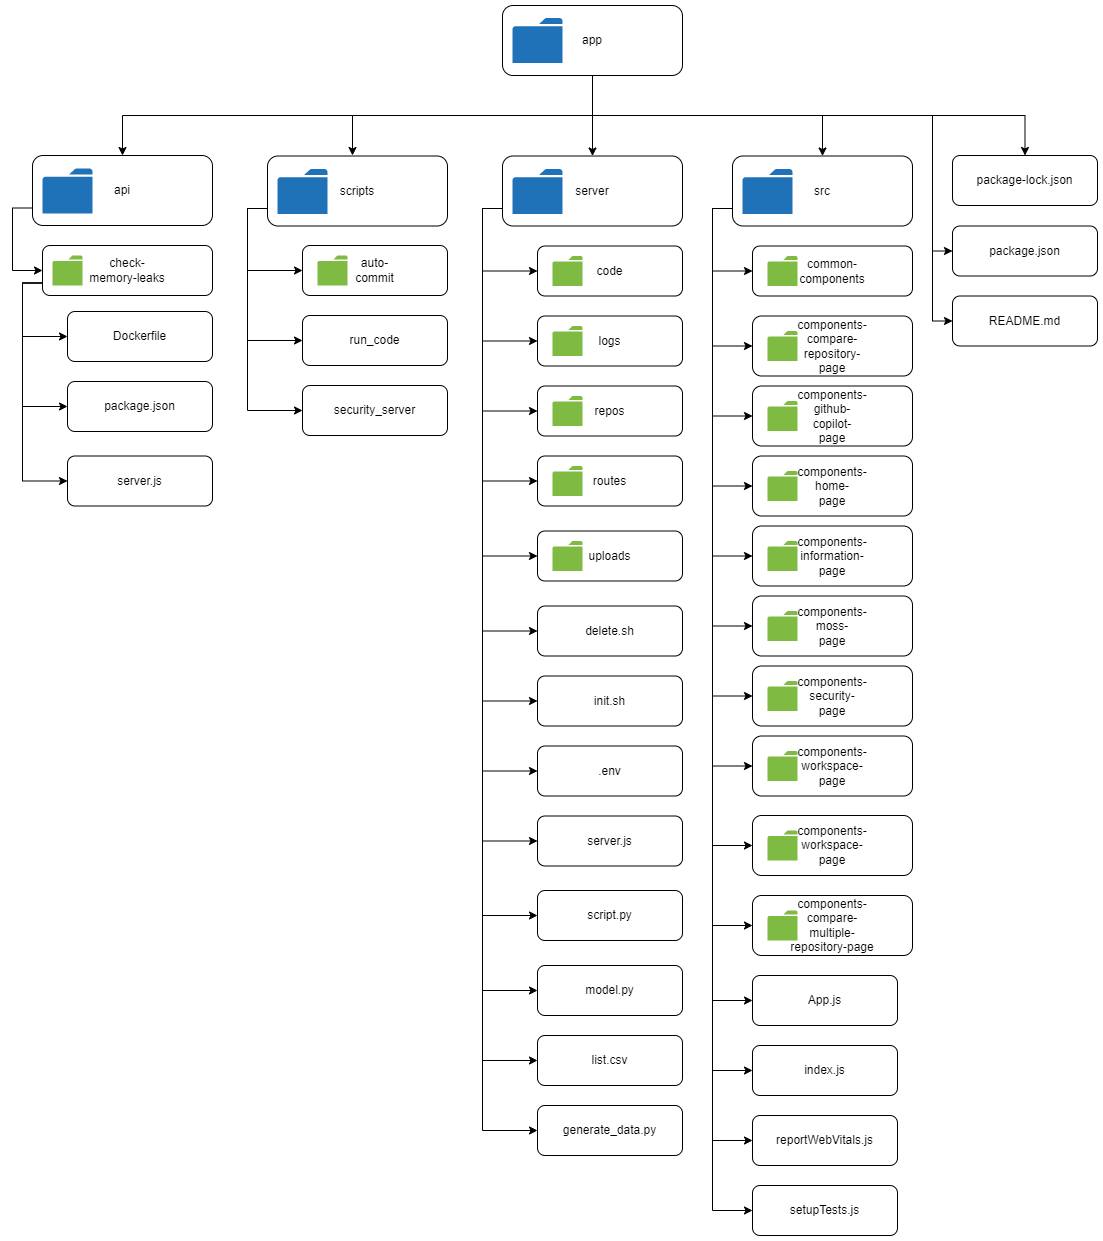 app
api
scripts
server
src
package-lock.json
package.json
README.md
check-
memory-leaks
Dockerfile
package.json
server.js
auto-
commit
run_code
security_server
code
logs
repos
routes
uploads
delete.sh
init.sh
.env
server.js
script.py
model.py
list.csv
generate_data.py
common-
components
components-
compare-
repository-
page
components-
github-
copilot-
page
components-
home-
page
components-
information-
page
components-
moss-
page
components-
security-
page
components-
workspace-
page
components-
workspace-
page
components-
compare-
multiple-
repository-page
App.js
index.js
reportWebVitals.js
setupTests.js